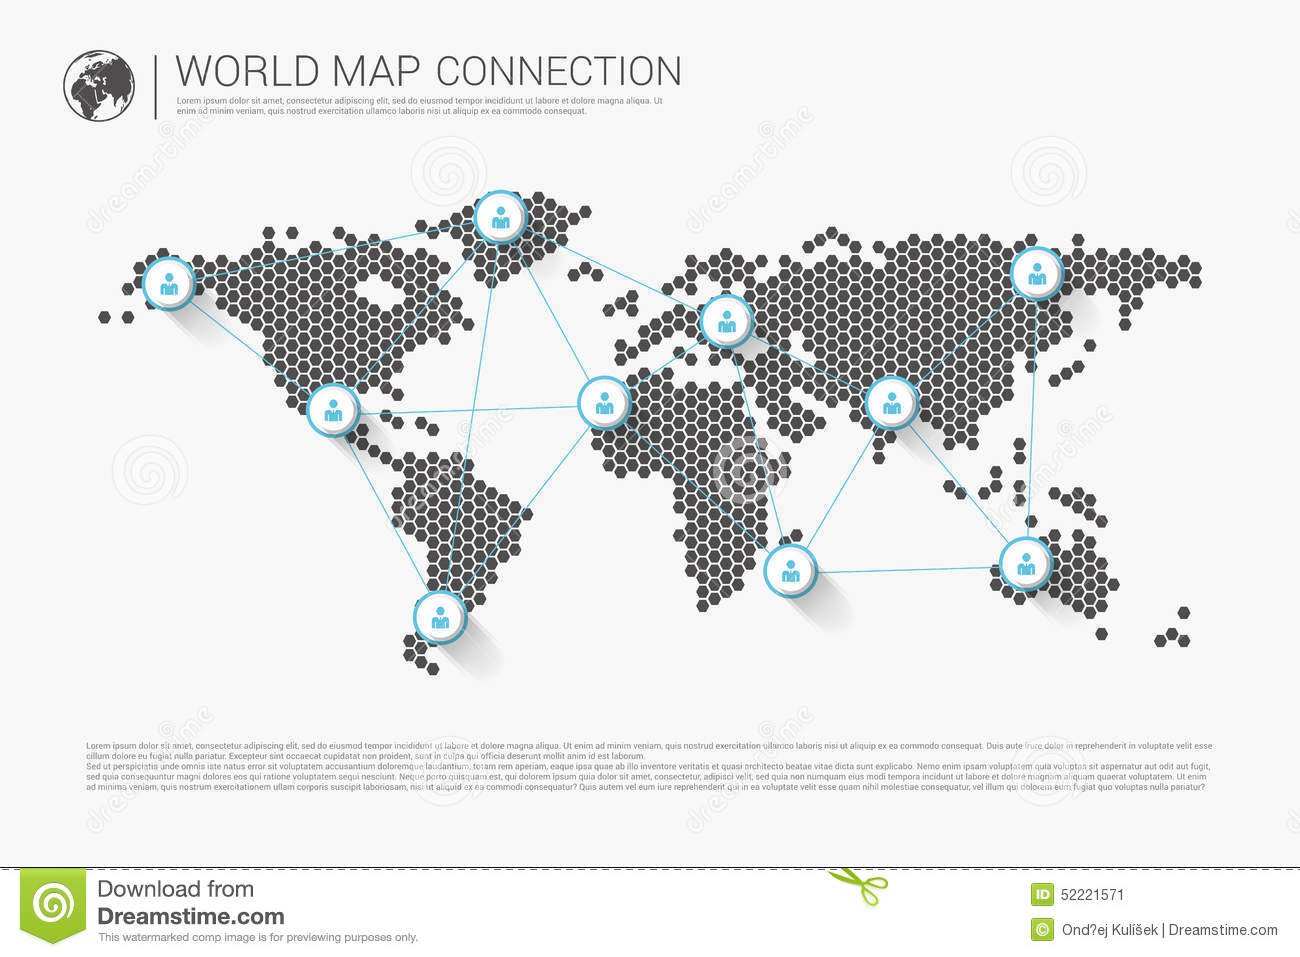 WORLD MAP CONNECTION
Lorem ipsum dolor sit amet, consectetur adipiscing elit, sed do eiusmod tempor incididunt ut labore et dolore magna aliqua. Ut
enim ad minim veniam, quis nostrud exercitation ullamco laboris nisi ut aliquip ex ea commodo consequat.
Lorem ipsum dolor sit amet, consectetur adipiscing elit, sed do eiusmod tempor incididunt ut labore et dolore magna aliqua. Ut enim ad minim veniam, quis nostrud exercitation ullamco laboris nisi ut aliquip ex ea commodo consequat. Duis aute irure dolor in reprehenderit in voluptate velit esse
cillum dolore eu fugiat nulla pariatur. Excepteur sint occaecat cupidatat non proident, sunt in culpa qui officia deserunt mollit anim id est laborum.
Sed ut perspiciatis unde omnis iste natus error sit voluptatem accusantium doloremque laudantium, totam rem aperiam, eaque ipsa quae ab illo inventore veritatis et quasi architecto beatae vitae dicta sunt explicabo. Nemo enim ipsam voluptatem quia voluptas sit aspernatur aut odit aut fugit,
sed quia consequuntur magni dolores eos qui ratione voluptatem sequi nesciunt. Neque porro quisquam est, qui dolorem ipsum quia dolor sit amet, consectetur, adipisci velit, sed quia non numquam eius modi tempora incidunt ut labore et dolore magnam aliquam quaerat voluptatem. Ut enim
ad minima veniam, quis nostrum exercitationem ullam corporis suscipit laboriosam, nisi ut aliquid ex ea commodi consequatur? Quis autem vel eum iure reprehenderit qui in ea voluptate velit esse quam nihil molestiae consequatur, vel illum qui dolorem eum fugiat quo voluptas nulla pariatur?
Download from
Dreamstime.com
This watermarked comp image is for previewing purposes only.
ID 52221571
© Ond?ej Kulíšek | Dreamstime.com